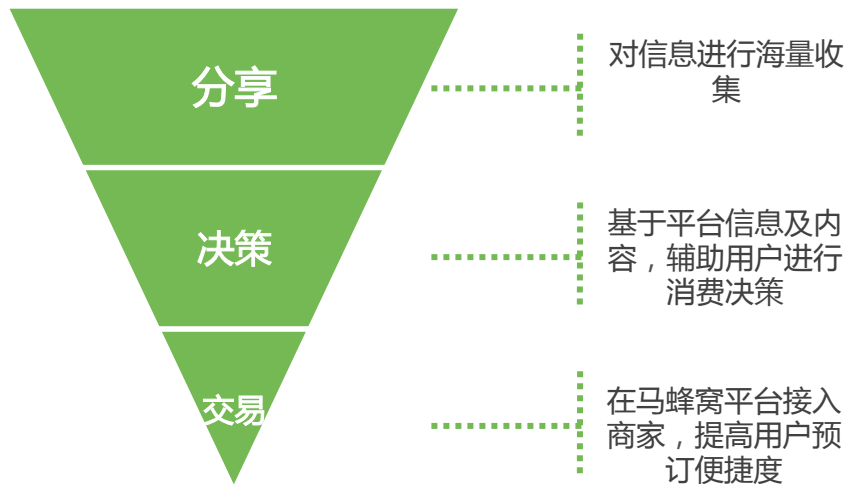 分享
对信息进行海量收
集
决策
基于平台信息及内
容，辅助用户进行
消费决策
交易
在马蜂窝平台接入
商家，提高用户预
订便捷度